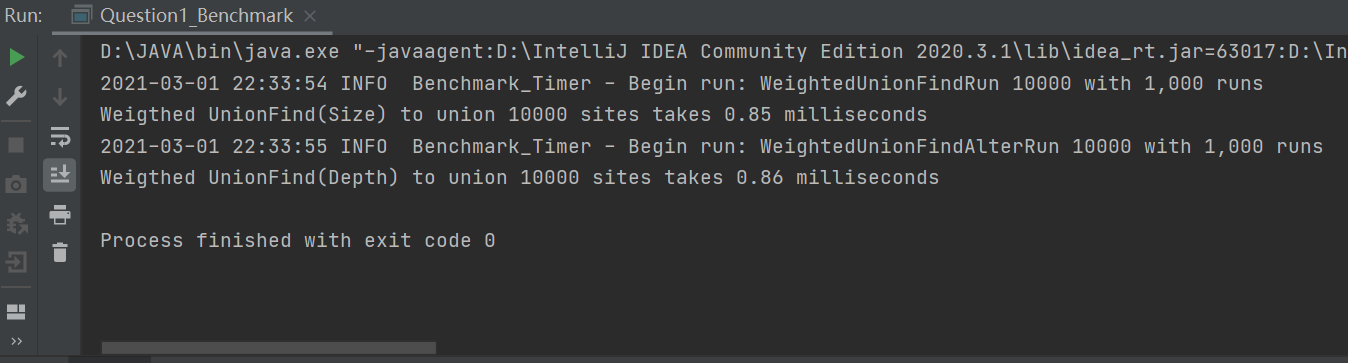 Run: Question1_Benchmark ×
D:\JAVA\bin\java.exe "-javaagent:D:\IntelliJ IDEA Community Edition 2020.3.1\lib\idea_rt.jar=63017:D:\In
2021-03-01 22:33:54 INFO  Benchmark_Timer - Begin run: WeightedUnionFindRun 10000 with 1,000 runs
Weigthed UnionFind(Size) to union 10000 sites takes 0.85 milliseconds
2021-03-01 22:33:55 INFO  Benchmark_Timer - Begin run: WeightedUnionFindAlterRun 10000 with 1,000 runs
Weigthed UnionFind(Depth) to union 10000 sites takes 0.86 milliseconds
Process finished with exit code 0